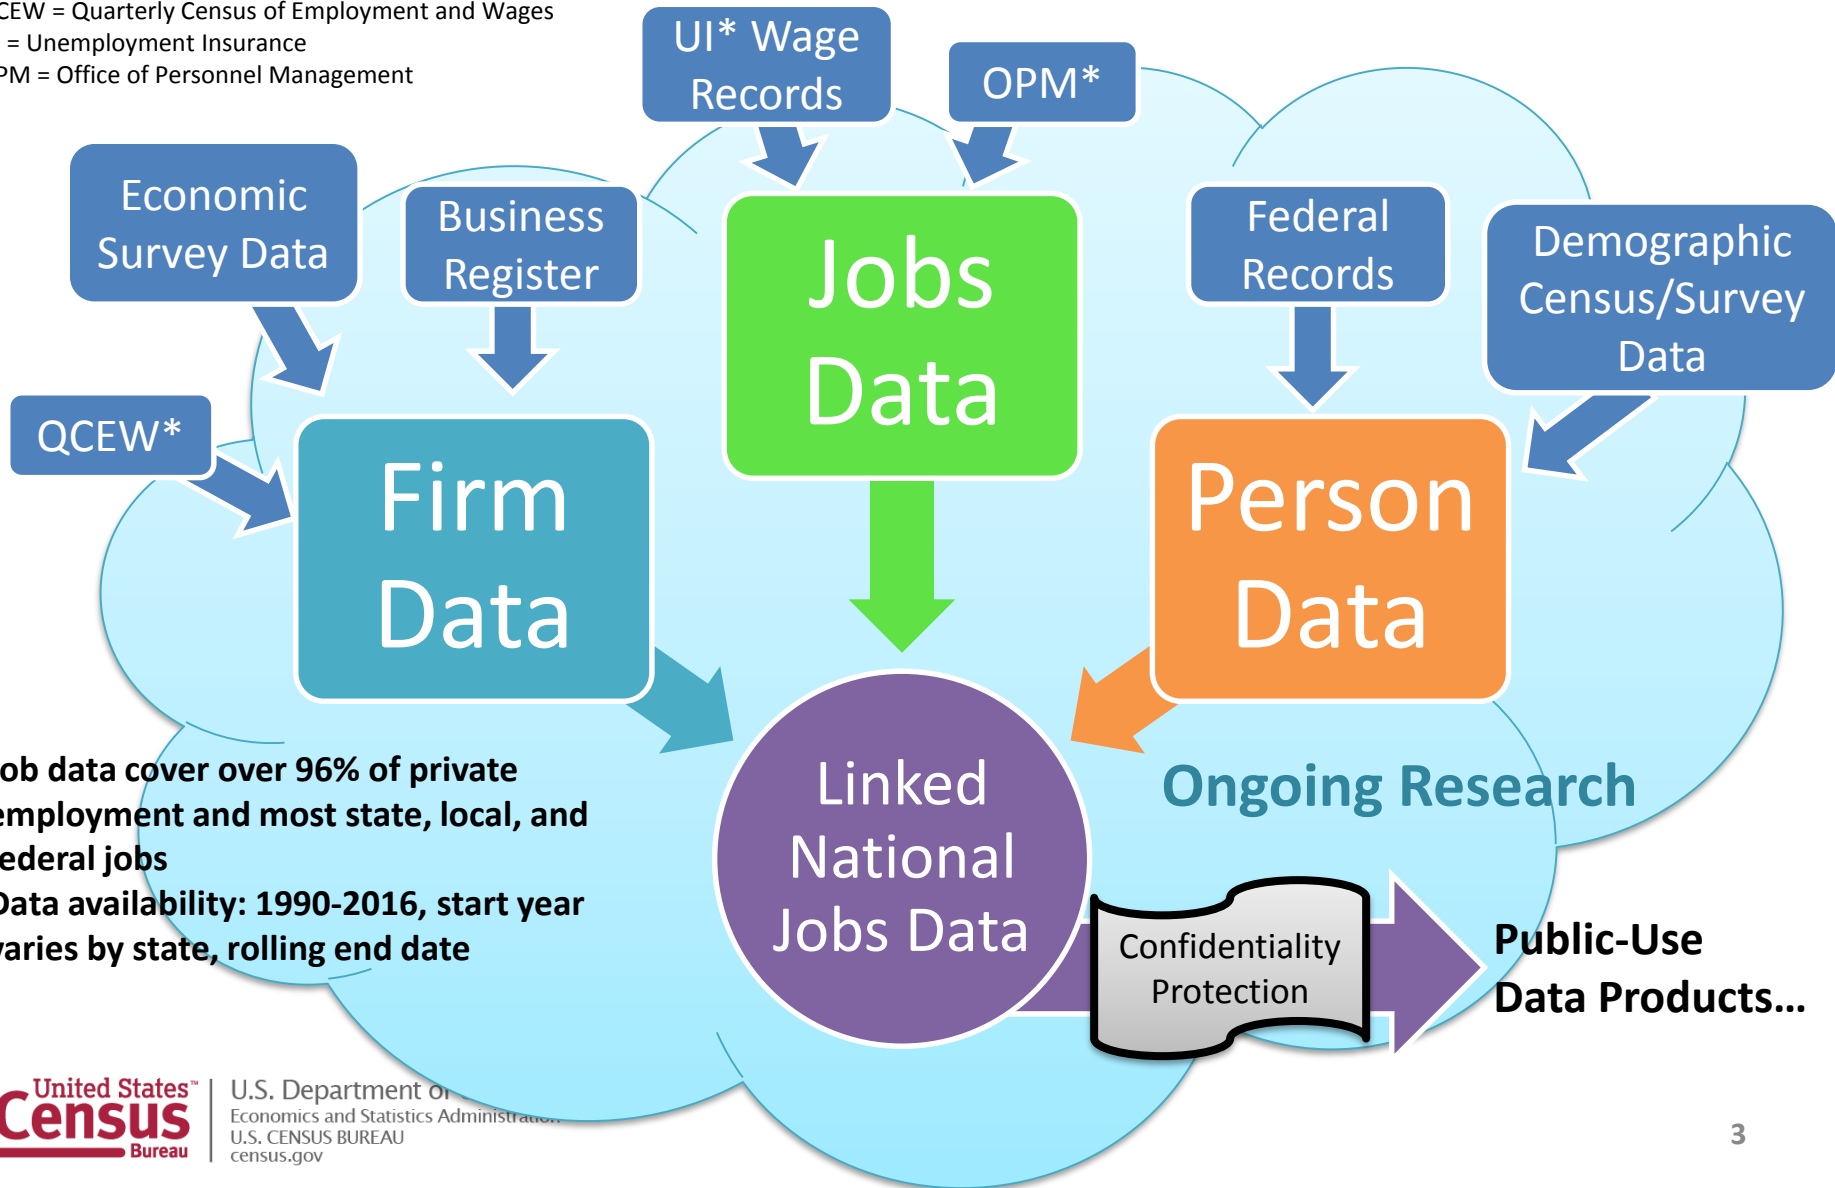 CEW = Quarterly Census of Employment and Wages
= Unemployment Insurance
PM = Office of Personnel Management
UI* Wage
Records
OPM*
Economic
Survey Data
Business
Register
Jobs
Data
Federal
Records
Demographic
Census/Survey
Data
QCEW*
Firm
Data
Person
Data
ob data cover over 96% of private
employment and most state, local, and
ederal jobs
Data availability: 1990-2016, start year
varies by state, rolling end date
Linked
National
Jobs Data
Ongoing Research
Confidentiality
Protection
Public-Use
Data Products...
United States™
Census
Bureau
U.S. Department of
Economics and Statistics Administration
U.S. CENSUS BUREAU
census.gov
3